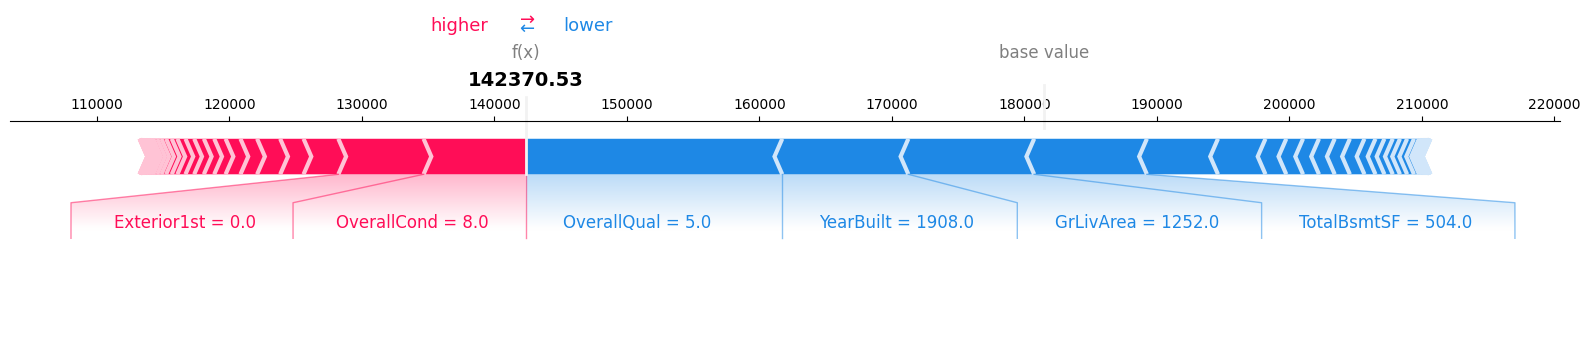 higher ⇄ lower
f(x) base value
142370.53
110000 120000 130000 140000 150000 160000 170000 180000 190000 200000 210000 220000
Exterior1st = 0.0 OverallCond = 8.0 OverallQual = 5.0 YearBuilt = 1908.0 GrLivArea = 1252.0 TotalBsmtSF = 504.0